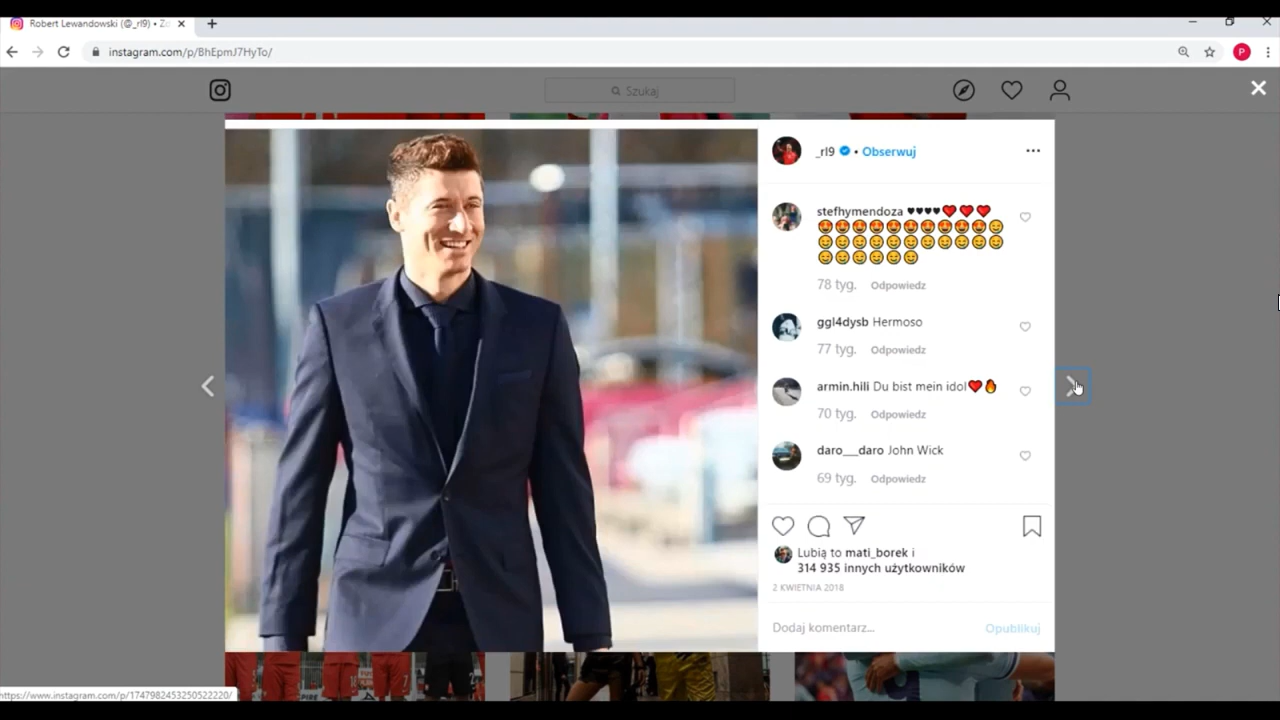 Robert Lewandowski (@_rl9) • Z
instagram.com/p/BhEpmJ7HyTo/
P
Szukaj
_rl9 • Obserwuj
stefhymendoza ♥♥♥♥❤❤❤
😍😍😍😍😍😍😍😍😍😍😊
😊😊😊😊😊😊😊😊😊😊😊
😊😊😊😊😊😊
78 tyg. Odpowiedz
ggl4dysb Hermoso
77 tyg. Odpowiedz
armin.hili Du bist mein idol❤🔥
70 tyg. Odpowiedz
daro___daro John Wick
69 tyg. Odpowiedz
Lubią to mati_borek i
314 935 innych użytkowników
2 KWIETNIA 2018
Dodaj komentarz... Opublikuj
https://www.instagram.com/p/1747982453250522220/